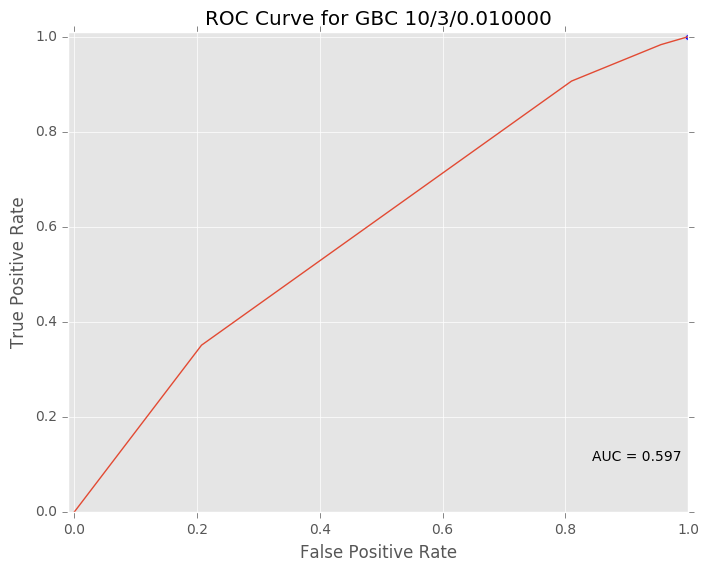 ROC Curve for GBC 10/3/0.010000
1.0
0.8
0.6
0.4
0.2
0.0
True Positive Rate
AUC = 0.597
0.0 0.2 0.4 0.6 0.8 1.0
False Positive Rate